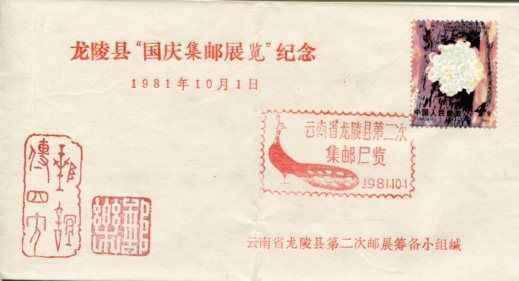 龙陵县“国庆集邮展览”纪念
1981年10月1日
中国人民邮政
云南省龙陵县第二次
集邮尸览
1981.10.1
云南省龙陵县第二次邮展筹备小组缄